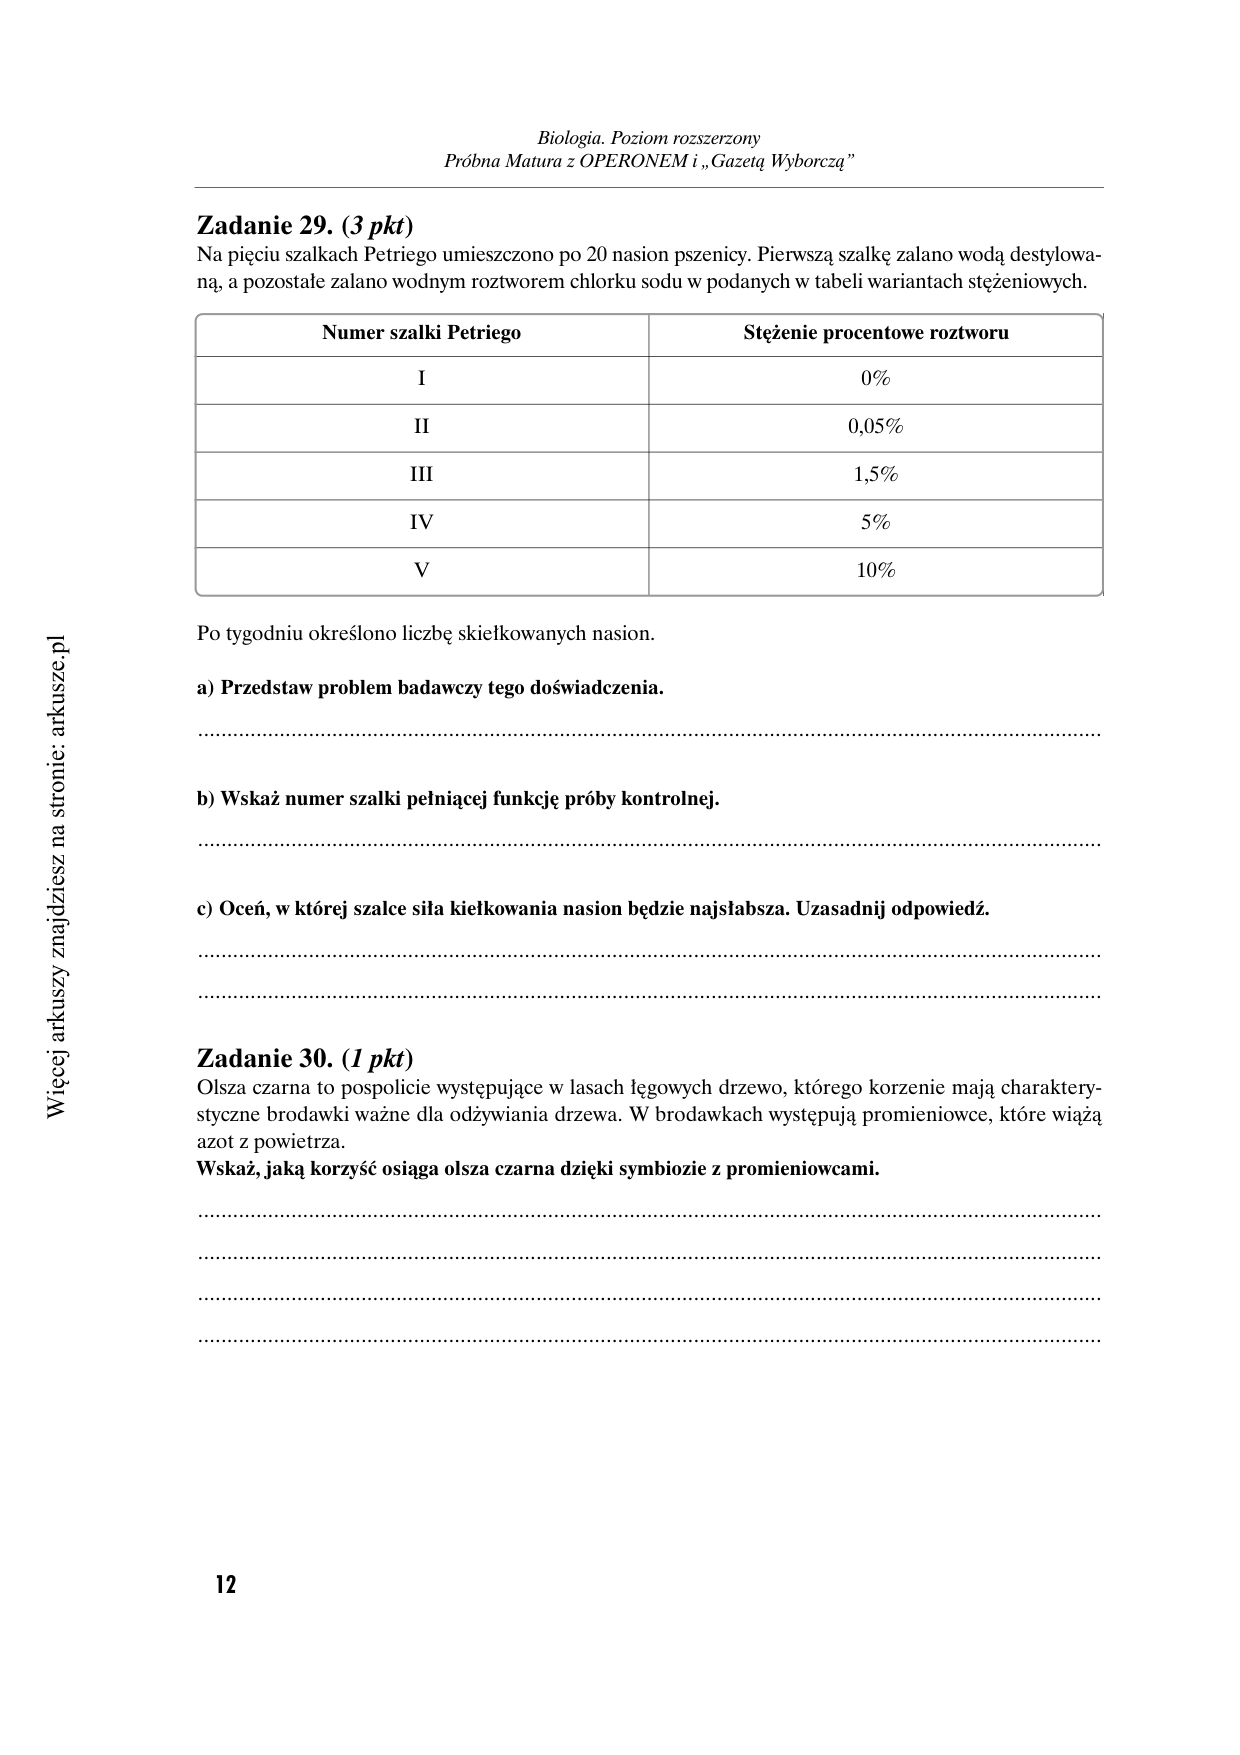 Biologia. Poziom rozszerzony
Próbna Matura z OPERONEM i „Gazetą Wyborczą”
Zadanie 29. (3 pkt)
Na pięciu szalkach Petriego umieszczono po 20 nasion pszenicy. Pierwszą szalkę zalano wodą destylowa-
ną, a pozostałe zalano wodnym roztworem chlorku sodu w podanych w tabeli wariantach stężeniowych.
Numer szalki Petriego Stężenie procentowe roztworu
I 0%
II 0,05%
III 1,5%
IV 5%
V 10%
Po tygodniu określono liczbę skiełkowanych nasion.
a) Przedstaw problem badawczy tego doświadczenia.
b) Wskaż numer szalki pełniącej funkcję próby kontrolnej.
c) Oceń, w której szalce siła kiełkowania nasion będzie najsłabsza. Uzasadnij odpowiedź.
Zadanie 30. (1 pkt)
Olsza czarna to pospolicie występujące w lasach łęgowych drzewo, którego korzenie mają charaktery-
styczne brodawki ważne dla odżywiania drzewa. W brodawkach występują promieniowce, które wiążą
azot z powietrza.
Wskaż, jaką korzyść osiąga olsza czarna dzięki symbiozie z promieniowcami.
12
Więcej arkuszy znajdziesz na stronie: arkusze.pl